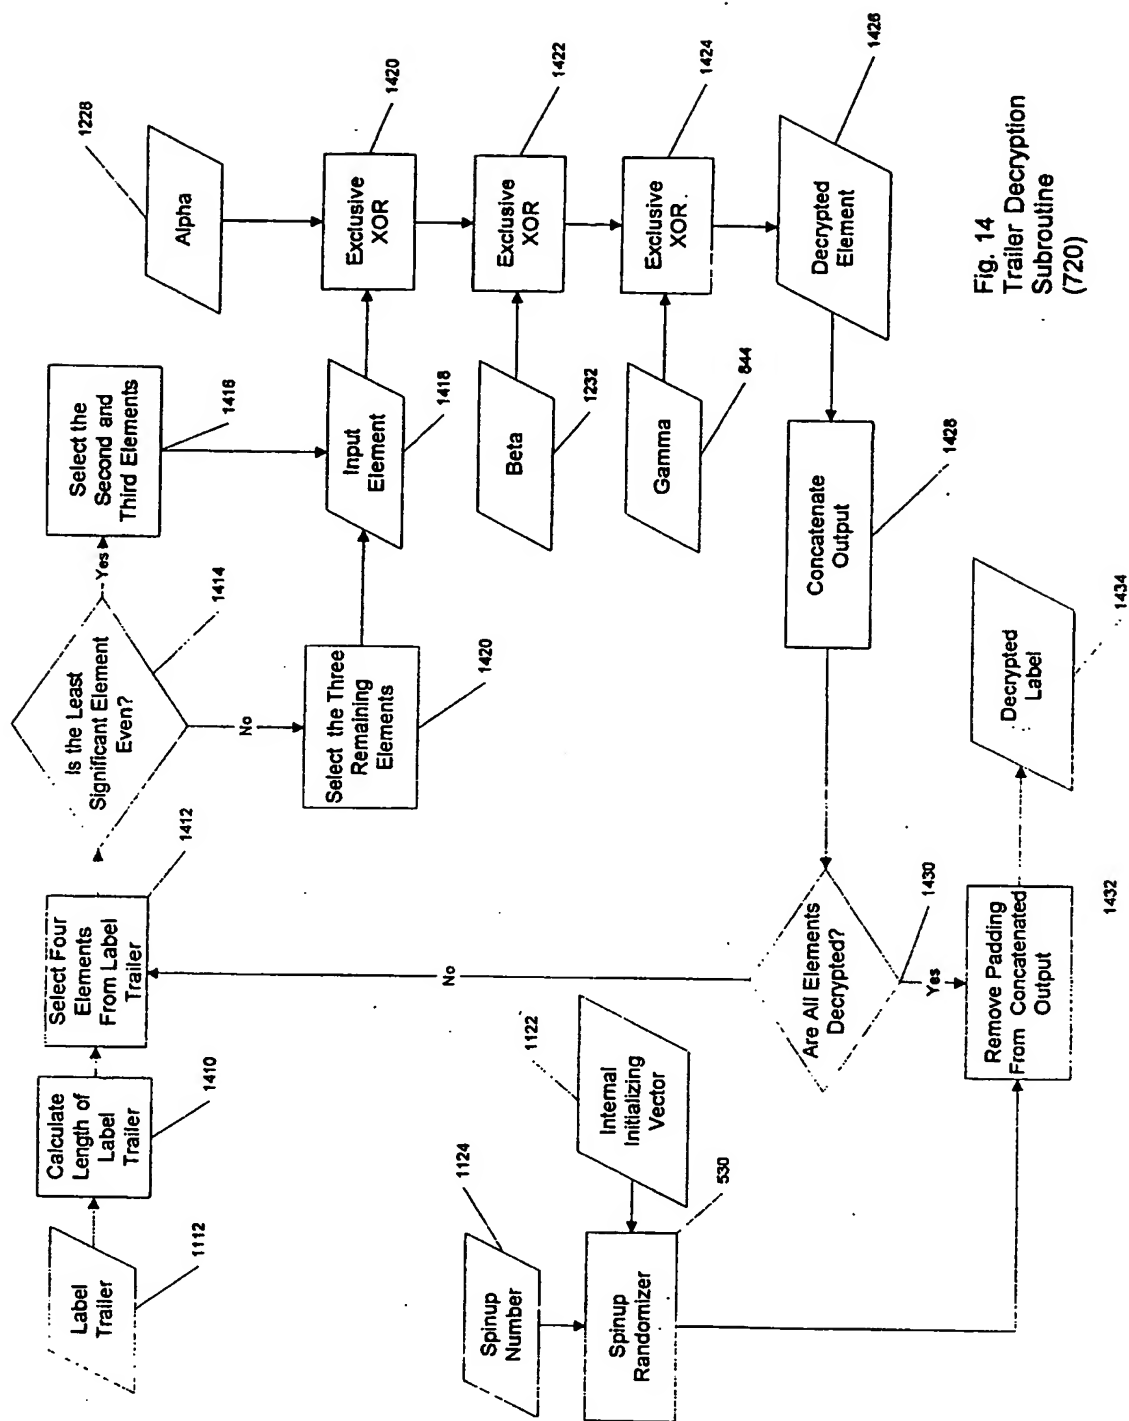 Label
Trailer
1112
Calculate
Length of
Label
Trailer
1410
Select Four
Elements
From Label
Trailer
1412
Is the Least
Significant Element
Even?
1414
Yes
No
Select the
Second and
Third Elements
1416
Select the Three
Remaining
Elements
1420
Input
Element
1418
Alpha
1228
Exclusive
XOR
1420
Beta
1232
Exclusive
XOR
1422
Gamma
844
Exclusive
XOR.
1424
Decrypted
Element
1426
Concatenate
Output
1428
Are All Elements
Decrypted?
1430
No
Yes
Spinup
Number
1124
Internal
Initializing
Vector
1122
Spinup
Randomizer
530
Remove Padding
From Concatenated
Output
1432
Decrypted
Label
1434
Fig. 14
Trailer Decryption
Subroutine
(720)